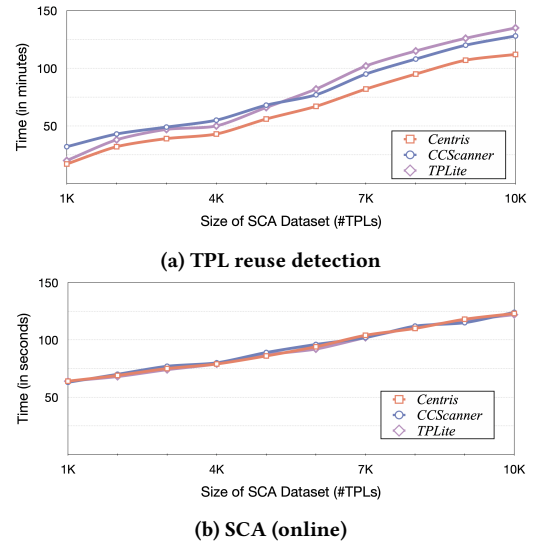 150
100
50
Time (in minutes)
Centris
CCScanner
TPLite
1K 4K 7K 10K
Size of SCA Dataset (#TPLs)
(a) TPL reuse detection
150
100
50
Time (in seconds)
Centris
CCScanner
TPLite
1K 4K 7K 10K
Size of SCA Dataset (#TPLs)
(b) SCA (online)